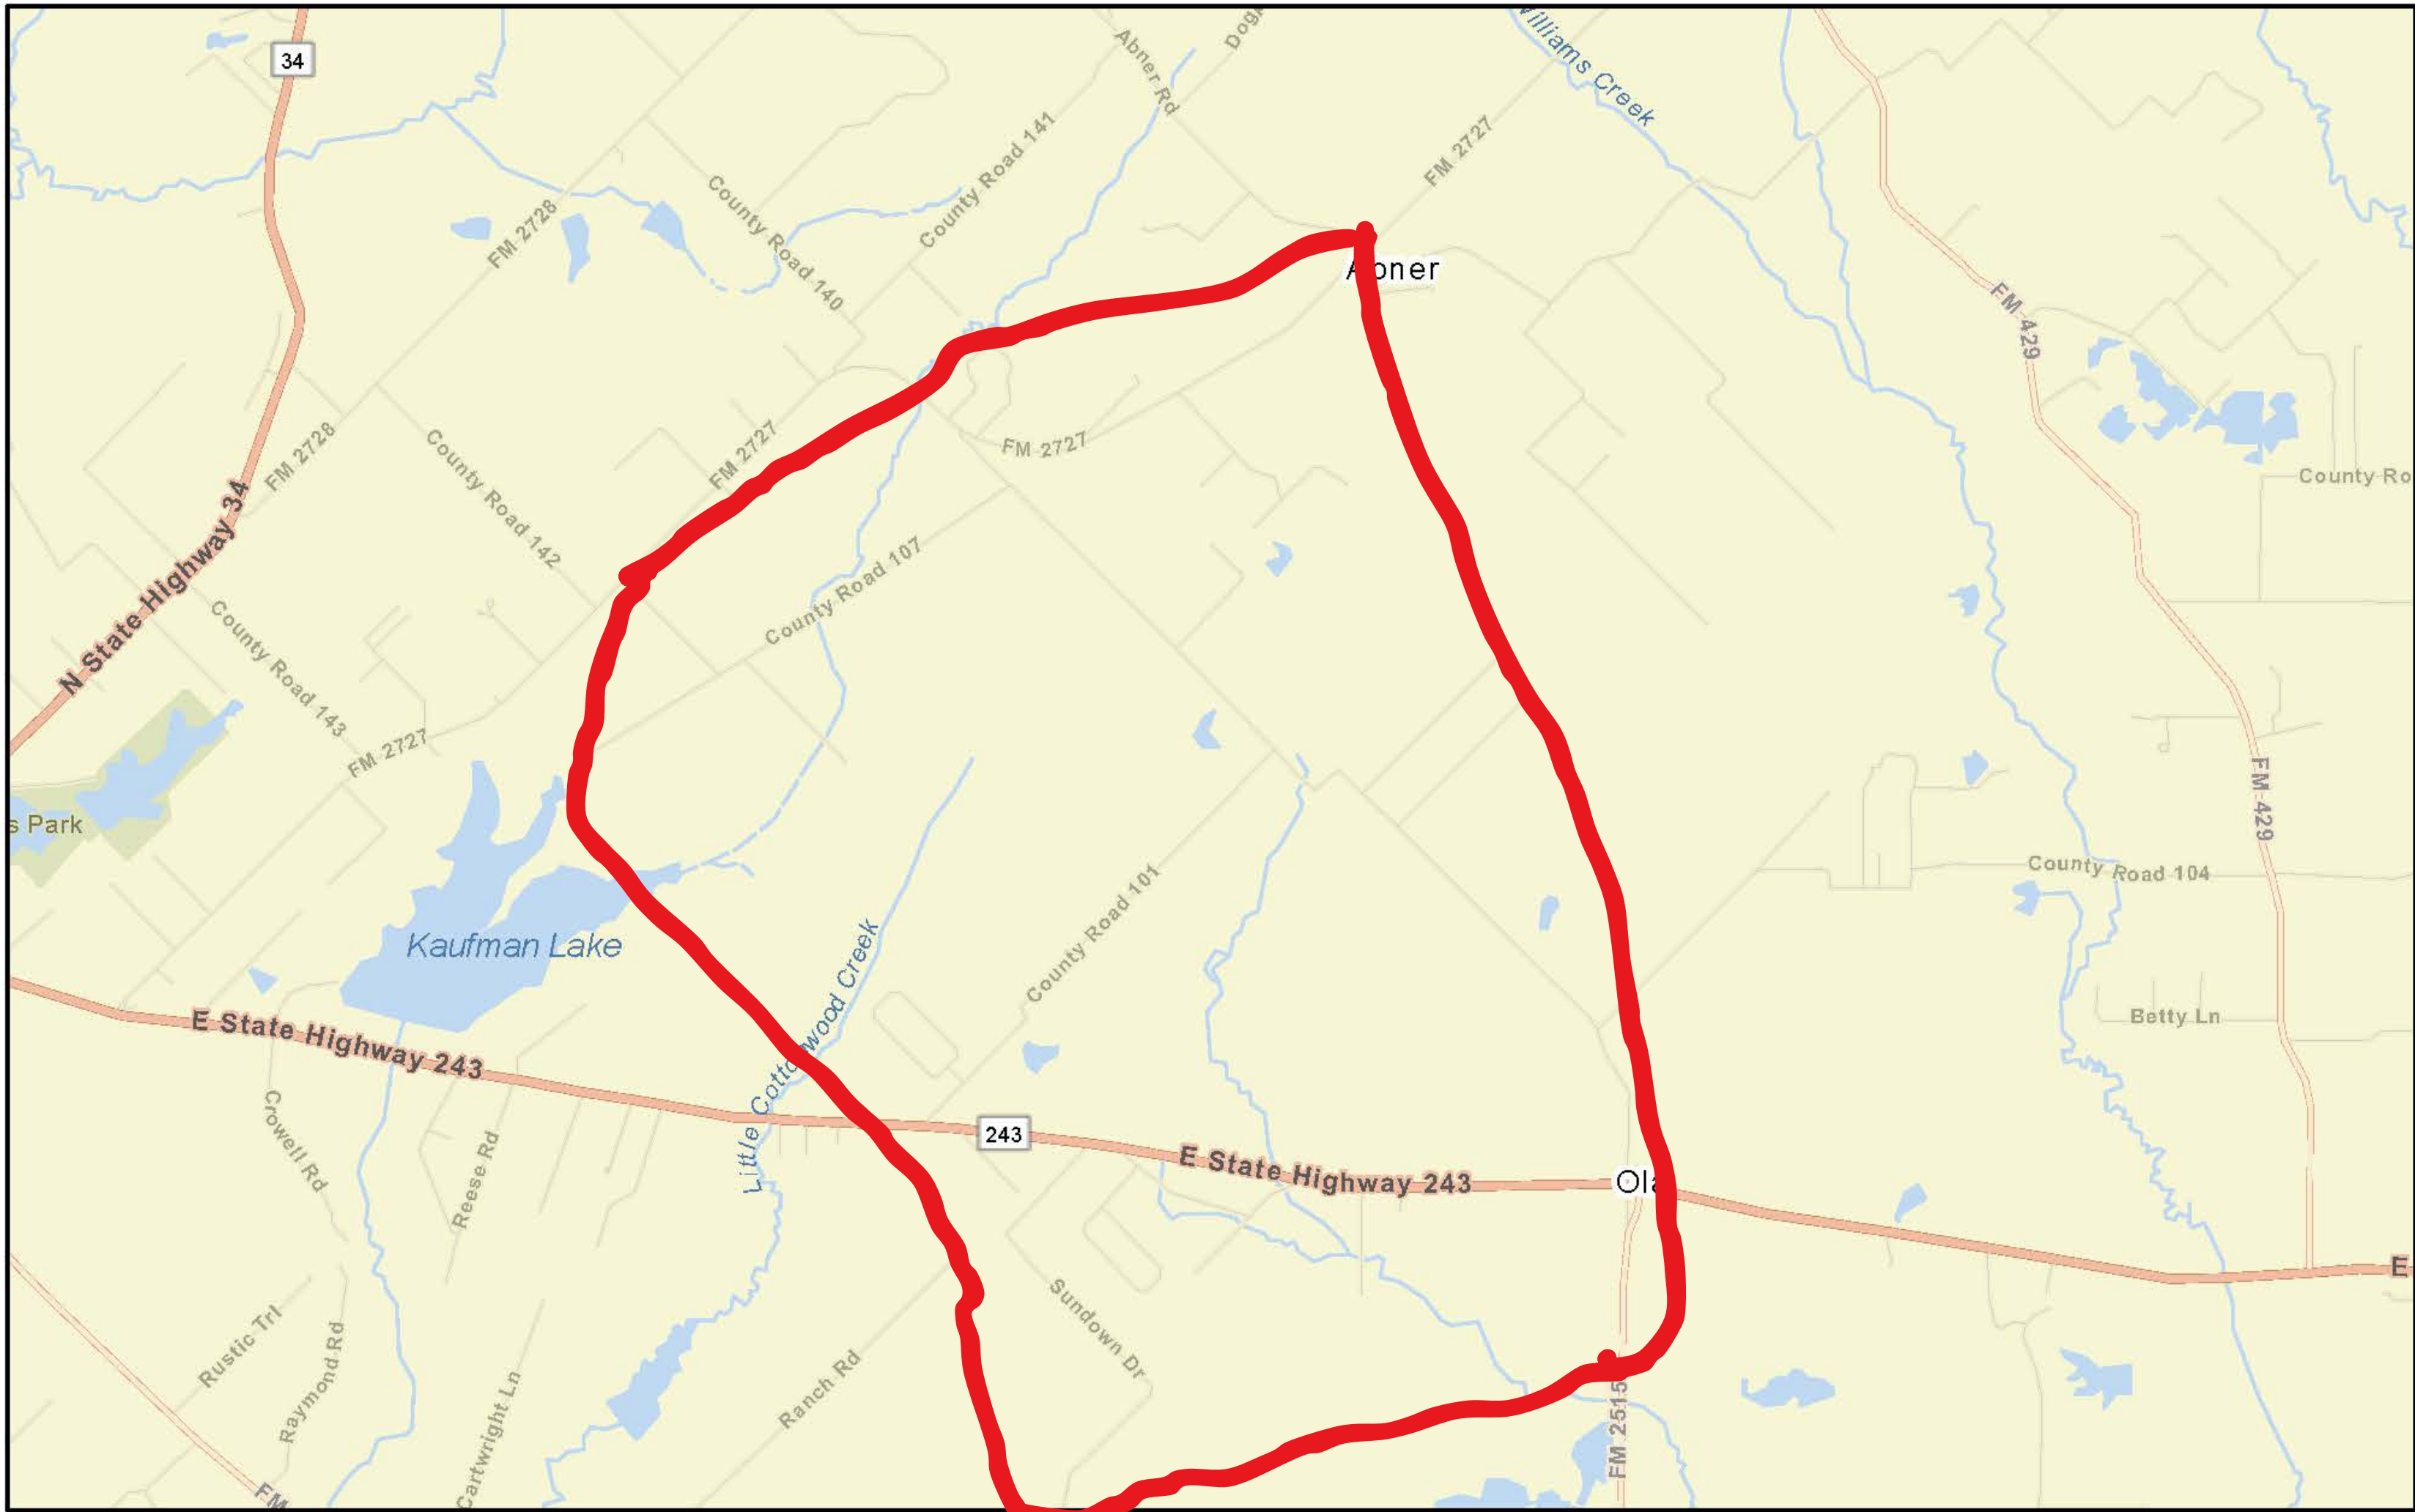 34
Abner Rd
Williams Creek
County Road 141
FM 2727
FM 2728
County Road 140
Abner
FM 429
FM 2727
FM 2727
FM 2728
County Road 142
County Ro
N State Highway 34
County Road 107
County Road 143
FM 2727
FM 429
s Park
County Road 101
County Road 104
Kaufman Lake
Little Cottonwood Creek
Betty Ln
E State Highway 243
243
E State Highway 243
Crowell Rd
Reese Rd
Ola
E
Sundown Dr
Rustic Trl
Raymond Rd
Ranch Rd
Cartwright Ln
FM 2515
FM